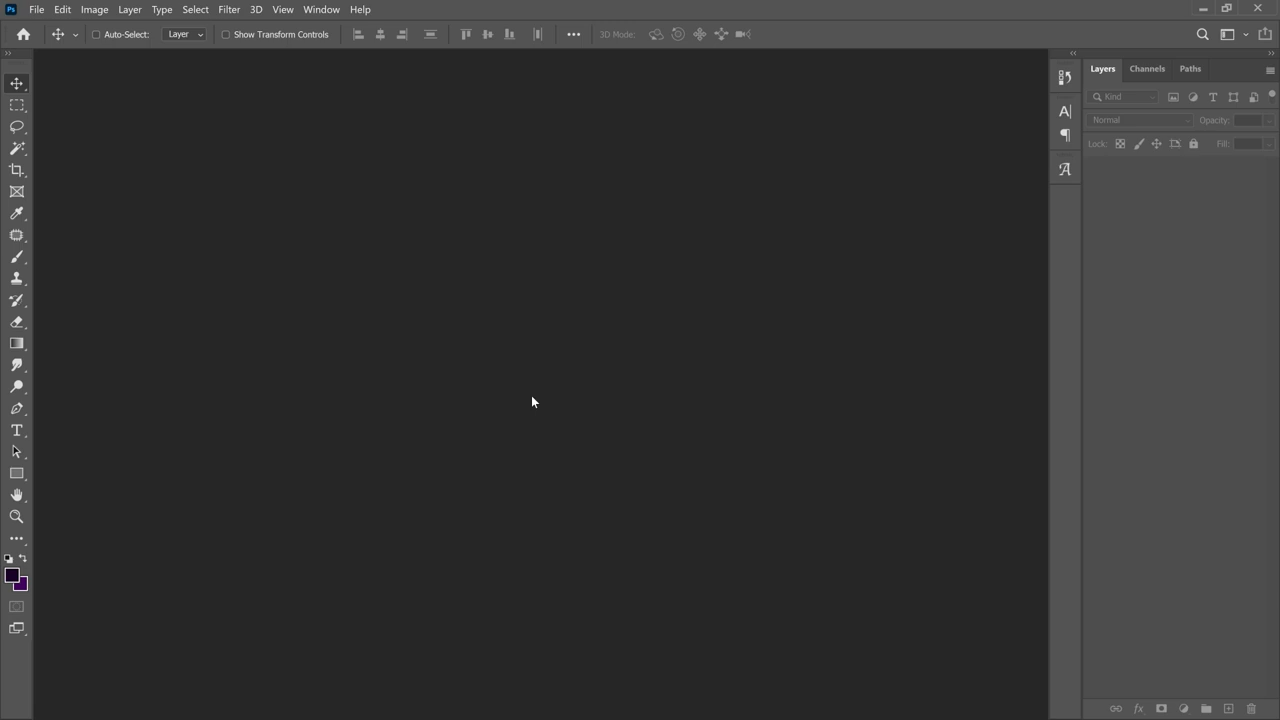 Ps File Edit Image Layer Type Select Filter 3D View Window Help
Auto-Select: Layer Show Transform Controls 3D Mode:
Layers Channels Paths
Kind
Normal Opacity:
Lock: Fill: